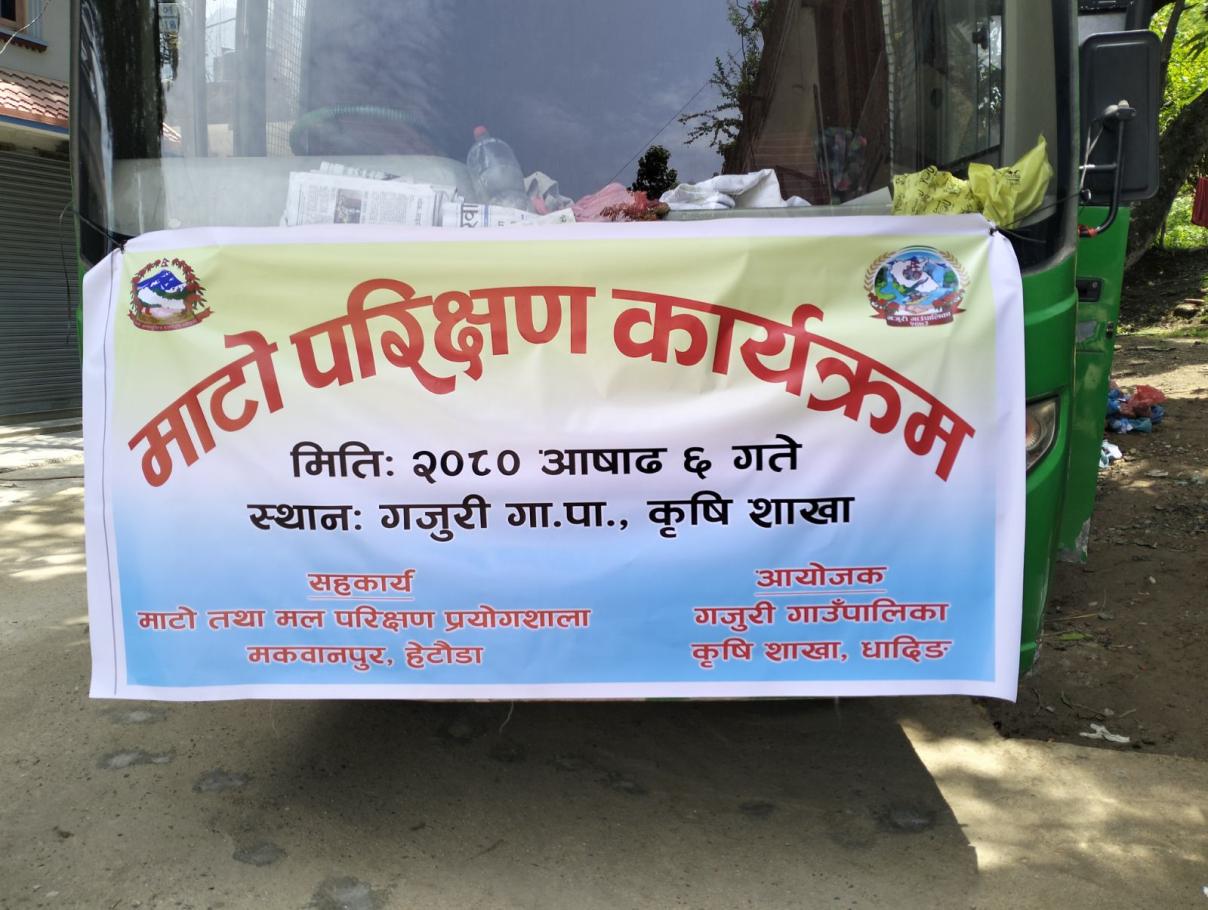 माटो परिक्षण कार्यक्रम
मिति: २०८० आषाढ ६ गते
स्थान: गजुरी गा.पा., कृषि शाखा
सहकार्य
माटो तथा मल परिक्षण प्रयोगशाला
मकवानपुर, हेटौडा
आयोजक
गजुरी गाउँपालिका
कृषि शाखा, धादिङ
गजुरी गाउँपालिका